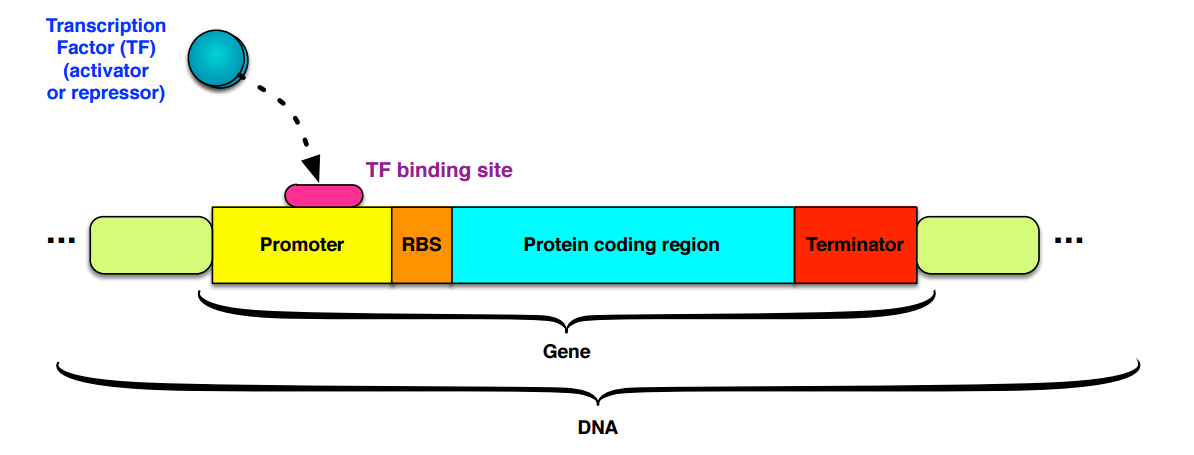 Transcription
Factor (TF)
(activator
or repressor)
TF binding site
... Promoter RBS Protein coding region Terminator ...
Gene
DNA